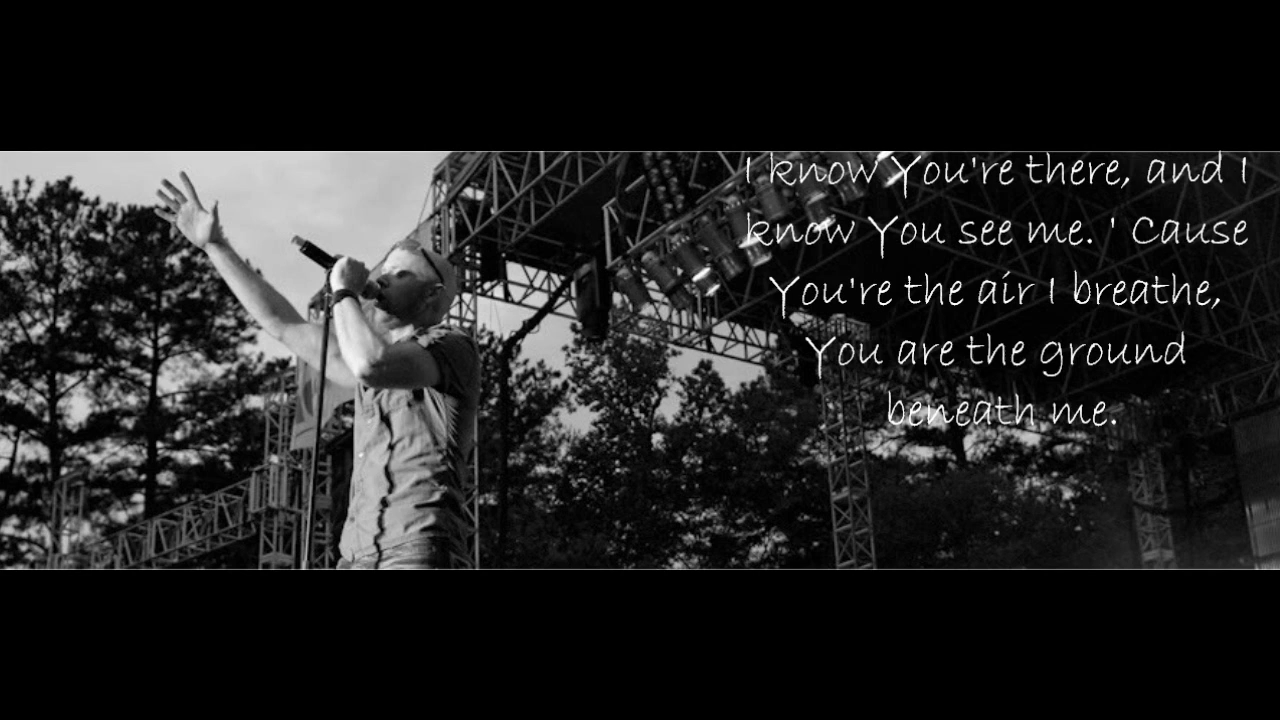 I know You're there, and I
know You see me. ' Cause
You're the air I breathe,
You are the ground
beneath me.